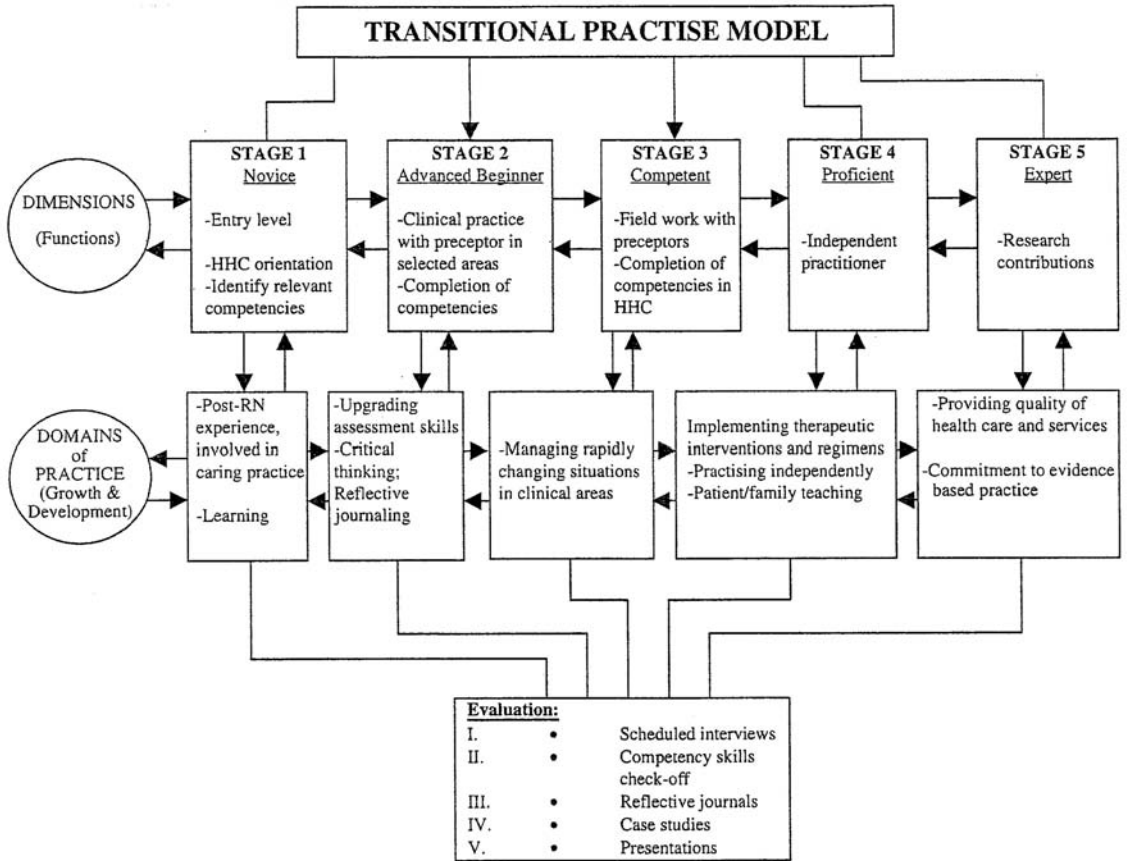 TRANSITIONAL PRACTISE MODEL
DIMENSIONS
(Functions)
STAGE 1
Novice
-Entry level
-HHC orientation
-Identify relevant
competencies
STAGE 2
Advanced Beginner
-Clinical practice
with preceptor in
selected areas
-Completion of
competencies
STAGE 3
Competent
-Field work with
preceptors
-Completion of
competencies in
HHC
STAGE 4
Proficient
-Independent
practitioner
STAGE 5
Expert
-Research
contributions
DOMAINS
of
PRACTICE
(Growth &
Development)
-Post-RN
experience,
involved in
caring practice
-Learning
-Upgrading
assessment skills
-Critical
thinking;
Reflective
journaling
-Managing rapidly
changing situations
in clinical areas
Implementing therapeutic
interventions and regimens
-Practising independently
-Patient/family teaching
-Providing quality of
health care and services
-Commitment to evidence
based practice
Evaluation:
I. • Scheduled interviews
II. • Competency skills
check-off
III. • Reflective journals
IV. • Case studies
V. • Presentations